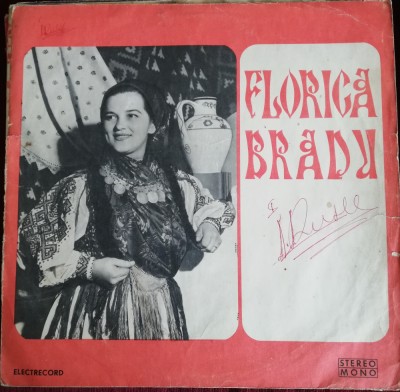 FLORICA
BRADU
I
ELECTRECORD
STEREO
MONO